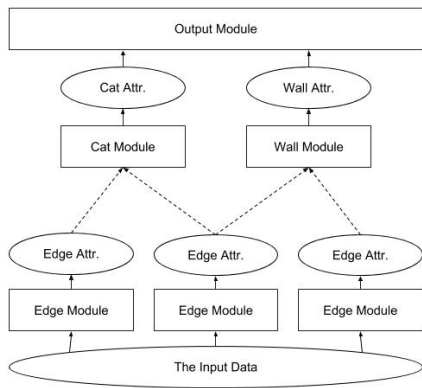 Output Module
Cat Attr. Wall Attr.
Cat Module Wall Module
Edge Attr. Edge Attr. Edge Attr.
Edge Module Edge Module Edge Module
The Input Data